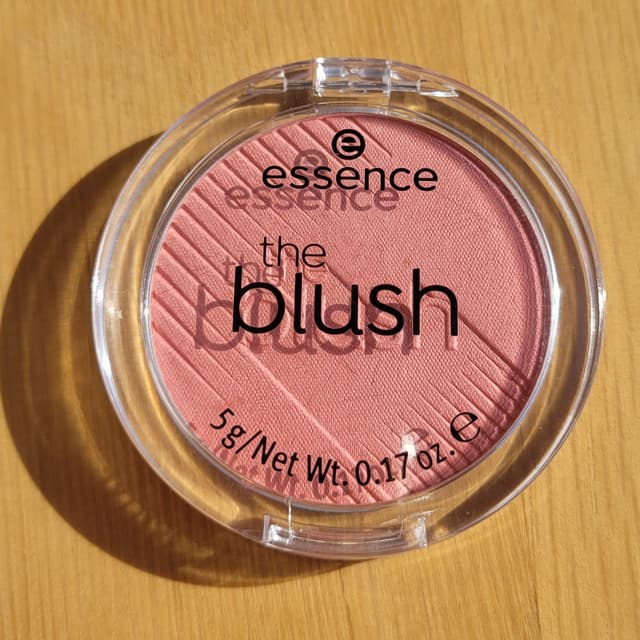 e
essence
the
blush
5g/Net Wt. 0.17 oz. ℮